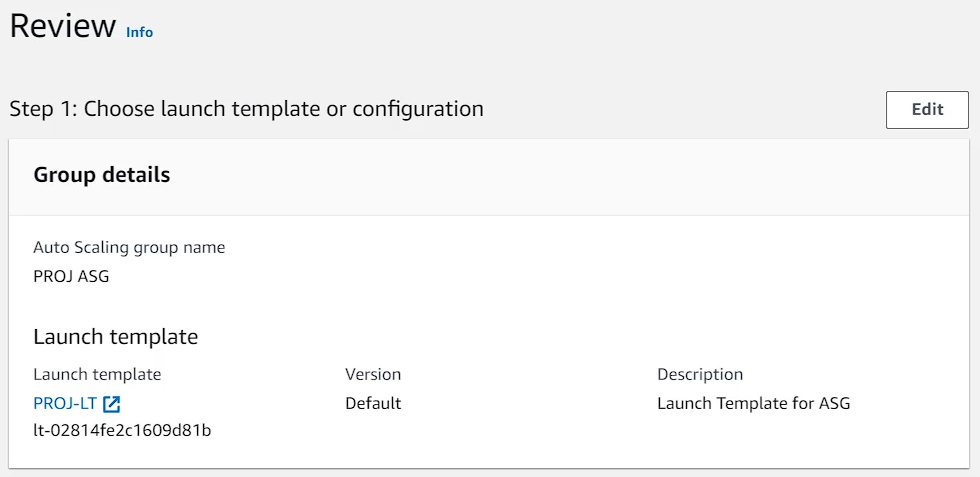 Review Info
Step 1: Choose launch template or configuration
Edit
Group details
Auto Scaling group name
PROJ ASG
Launch template
Launch template Version Description
PROJ-LT Default Launch Template for ASG
lt-02814fe2c1609d81b